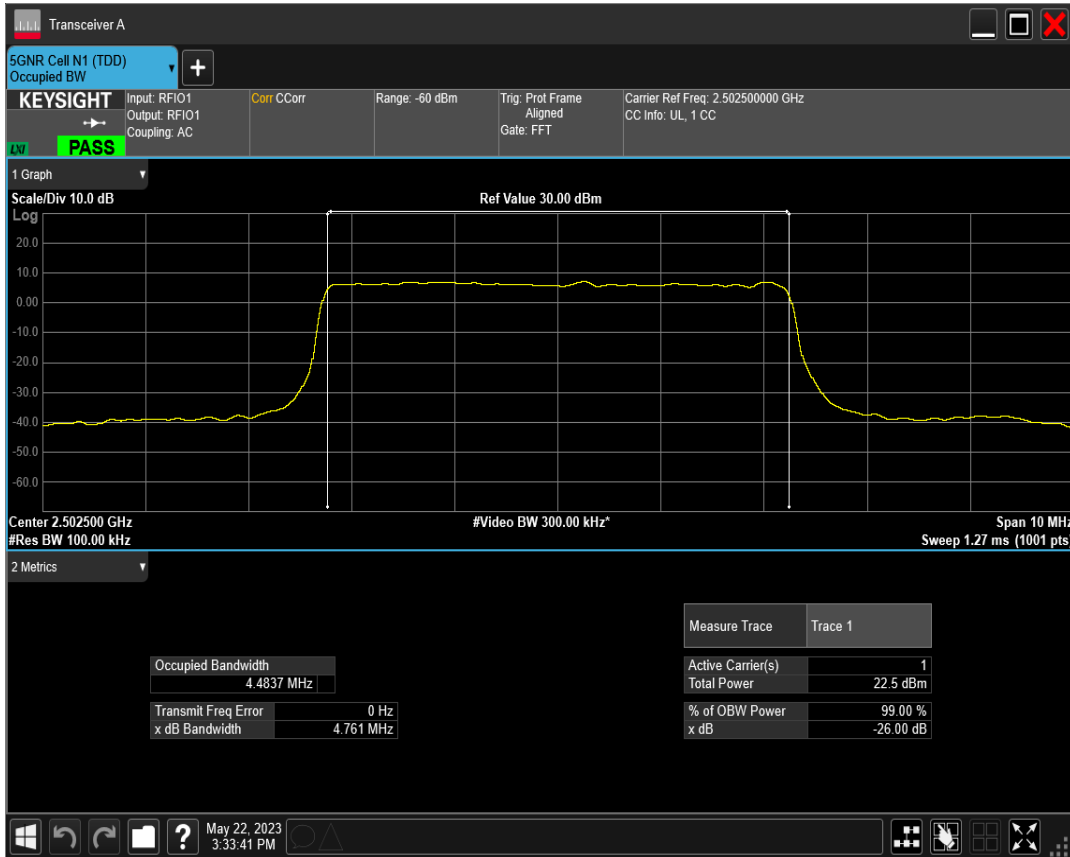 Transceiver A
5GNR Cell N1 (TDD)
Occupied BW
+
KEYSIGHT
LXI
PASS
Input: RFIO1
Output: RFIO1
Coupling: AC
Corr CCorr
Range: -60 dBm
Trig: Prot Frame
Aligned
Gate: FFT
Carrier Ref Freq: 2.502500000 GHz
CC Info: UL, 1 CC
1 Graph
Scale/Div 10.0 dB
Ref Value 30.00 dBm
Log
20.0
10.0
0.00
-10.0
-20.0
-30.0
-40.0
-50.0
-60.0
Center 2.502500 GHz
#Video BW 300.00 kHz*
Span 10 MHz
#Res BW 100.00 kHz
Sweep 1.27 ms (1001 pts)
2 Metrics
Measure Trace Trace 1
Occupied Bandwidth
4.4837 MHz
Active Carrier(s) 1
Total Power 22.5 dBm
Transmit Freq Error 0 Hz
x dB Bandwidth 4.761 MHz
% of OBW Power 99.00 %
x dB -26.00 dB
?
May 22, 2023
3:33:41 PM